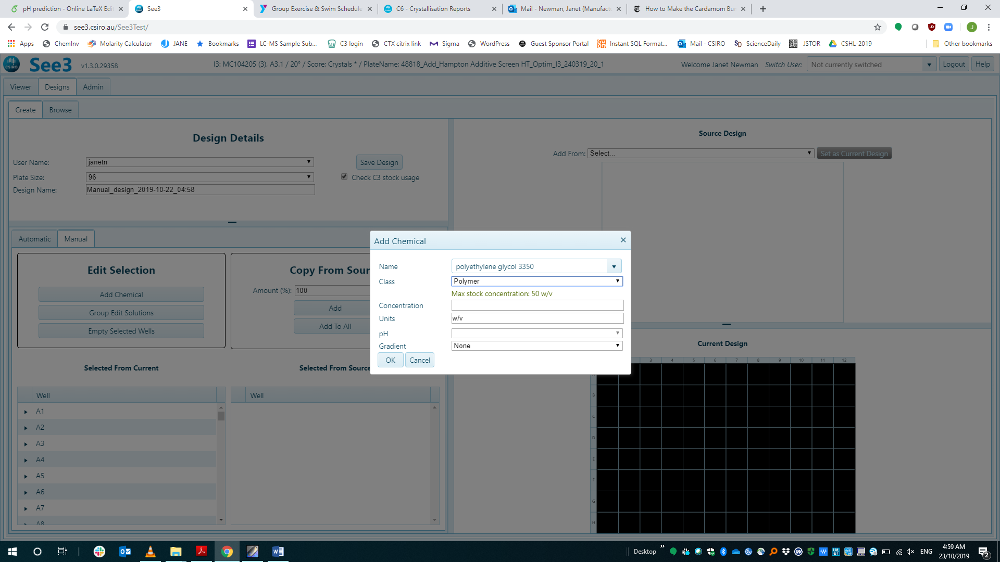 pH prediction - Online LaTeX Edit
See3
Group Exercise & Swim Schedule
C6 - Crystallisation Reports
Mail - Newman, Janet (Manufact
How to Make the Cardamom Bu
see3.csiro.au/See3Test/
J
Apps
ChemInv
Molarity Calculator
JANE
Bookmarks
LC-MS Sample Sub...
C3 login
CTX citrix link
Sigma
WordPress
Guest Sponsor Portal
Instant SQL Format...
Mail - CSIRO
ScienceDaily
JSTOR
CSHL-2019
Other bookmarks
CSIRO
See3 v1.3.0.29358
I3: MC104205 (3), A3.1 / 20° / Score: Crystals * / PlateName: 48818_Add_Hampton Additive Screen HT_Optim_I3_240319_20_1
Welcome Janet Newman Switch User: Not currently switched
Logout Help
Viewer Designs Admin
Create Browse
Design Details
User Name: janetn
Save Design
Plate Size: 96
Check C3 stock usage
Design Name: Manual_design_2019-10-22_04:58
Source Design
Add From: Select... Set as Current Design
Automatic Manual
Edit Selection
Add Chemical
Group Edit Solutions
Empty Selected Wells
Copy From Sour
Amount (%): 100
Add
Add To All
Add Chemical
Name polyethylene glycol 3350
Class Polymer
Max stock concentration: 50 w/v
Concentration
Units w/v
pH
Gradient None
OK Cancel
Selected From Current
Well
A1
A2
A3
A4
A5
A6
A7
A8
Selected From Source
Well
Current Design
3 4 5 6 7 8 9 10 11 12
B
C
D
E
F
G
H
Desktop
ENG
4:59 AM
23/10/2019
2